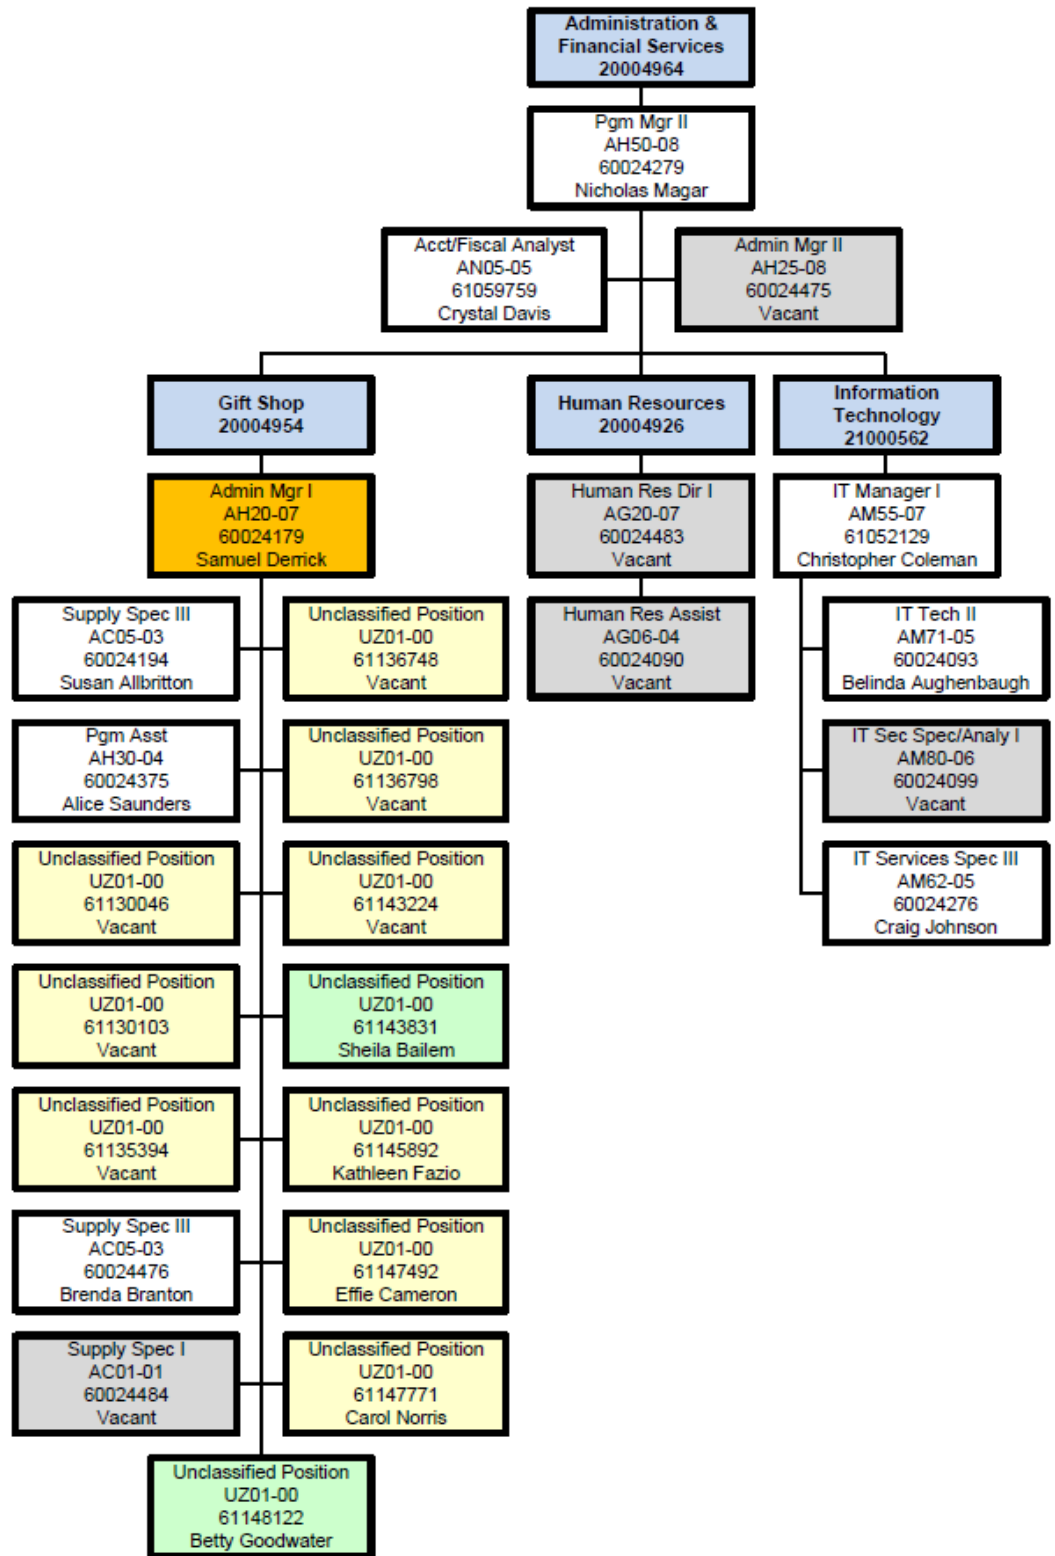 Administration &
Financial Services
20004964
Pgm Mgr II
AH50-08
60024279
Nicholas Magar
Acct/Fiscal Analyst
AN05-05
61059759
Crystal Davis
Admin Mgr II
AH25-08
60024475
Vacant
Gift Shop
20004954
Human Resources
20004926
Information
Technology
21000562
Admin Mgr I
AH20-07
60024179
Samuel Derrick
Human Res Dir I
AG20-07
60024483
Vacant
IT Manager I
AM55-07
61052129
Christopher Coleman
Supply Spec III
AC05-03
60024194
Susan Allbritton
Unclassified Position
UZ01-00
61136748
Vacant
Human Res Assist
AG06-04
60024090
Vacant
IT Tech II
AM71-05
60024093
Belinda Aughenbaugh
Pgm Asst
AH30-04
60024375
Alice Saunders
Unclassified Position
UZ01-00
61136798
Vacant
IT Sec Spec/Analy I
AM80-06
60024099
Vacant
Unclassified Position
UZ01-00
61130046
Vacant
Unclassified Position
UZ01-00
61143224
Vacant
IT Services Spec III
AM62-05
60024276
Craig Johnson
Unclassified Position
UZ01-00
61130103
Vacant
Unclassified Position
UZ01-00
61143831
Sheila Bailem
Unclassified Position
UZ01-00
61135394
Vacant
Unclassified Position
UZ01-00
61145892
Kathleen Fazio
Supply Spec III
AC05-03
60024476
Brenda Branton
Unclassified Position
UZ01-00
61147492
Effie Cameron
Supply Spec I
AC01-01
60024484
Vacant
Unclassified Position
UZ01-00
61147771
Carol Norris
Unclassified Position
UZ01-00
61148122
Betty Goodwater